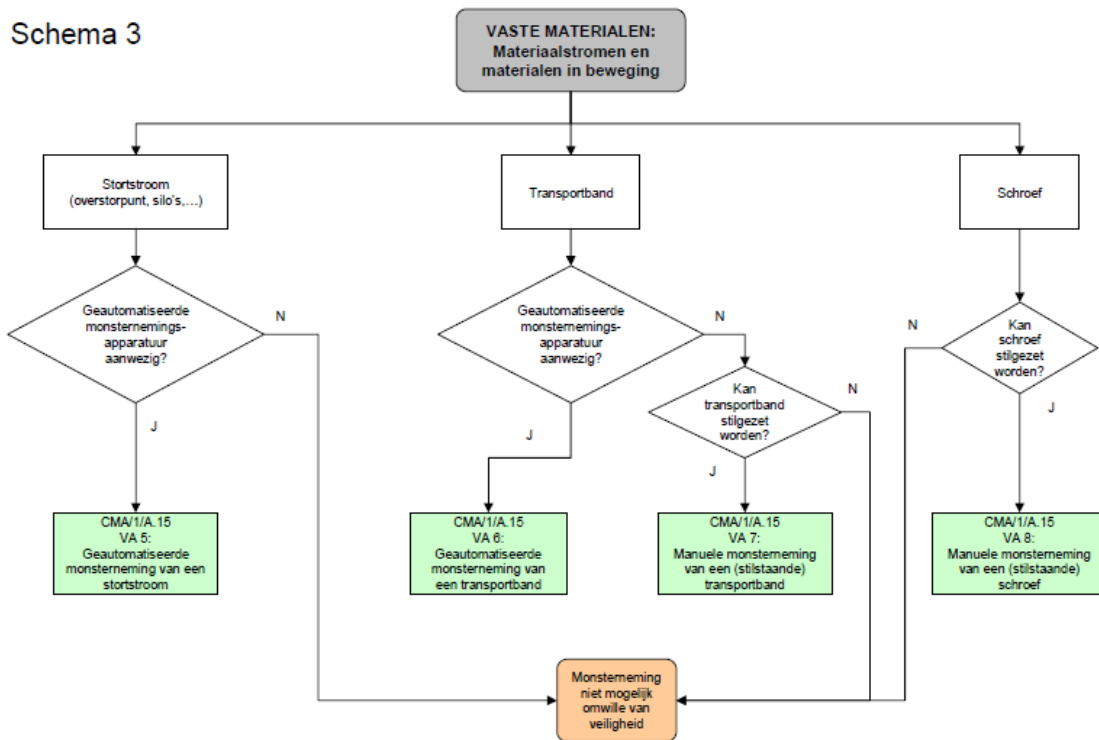 Schema 3
VASTE MATERIALEN:
Materiaalstromen en
materialen in beweging
Stortstroom
(overstorpunt, silo's,...)
Transportband
Schroef
Geautomatiseerde
monsternemings-
apparatuur
aanwezig?
N
J
Geautomatiseerde
monsternemings-
apparatuur
aanwezig?
N
J
Kan
transportband
stilgezet
worden?
N
J
Kan
schroef
stilgezet
worden?
N
J
CMA/1/A.15
VA 5:
Geautomatiseerde
monsterneming van een
stortstroom
CMA/1/A.15
VA 6:
Geautomatiseerde
monsterneming van
een transportband
CMA/1/A.15
VA 7:
Manuele monsterneming
van een (stilstaande)
transportband
CMA/1/A.15
VA 8:
Manuele monsterneming
van een (stilstaande)
schroef
Monsterneming
niet mogelijk
omwille van
veiligheid